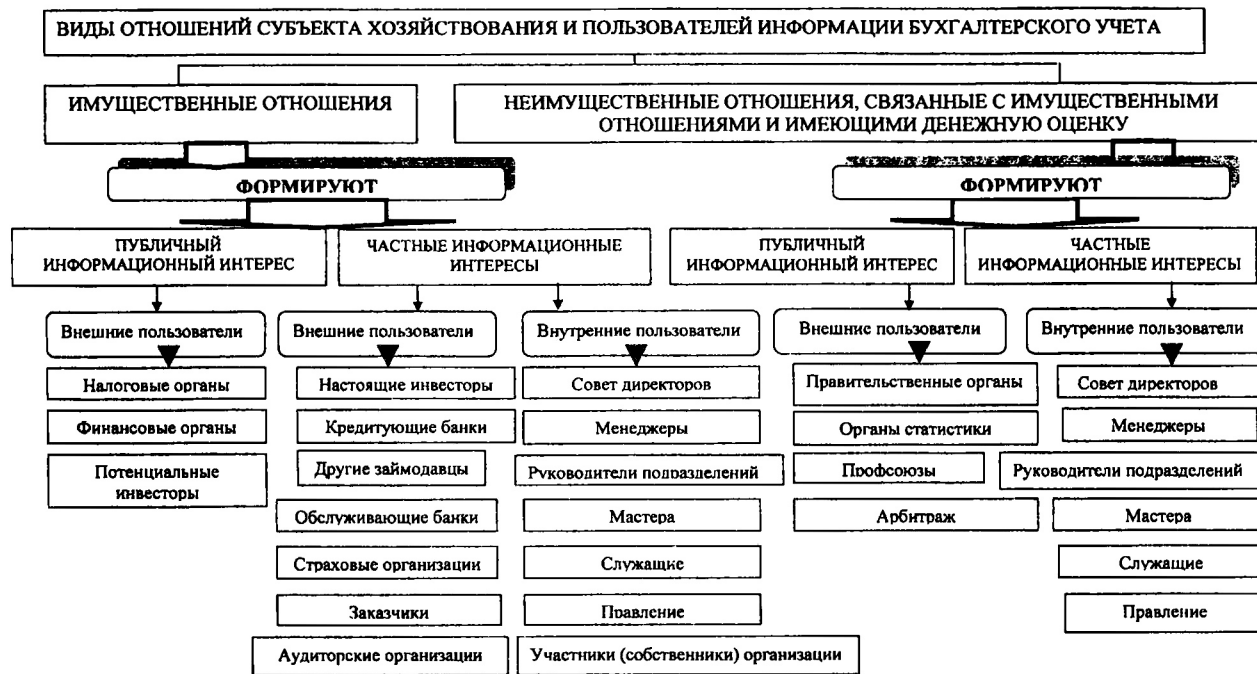 ВИДЫ ОТНОШЕНИЙ СУБЪЕКТА ХОЗЯЙСТВОВАНИЯ И ПОЛЬЗОВАТЕЛЕЙ ИНФОРМАЦИИ БУХГАЛТЕРСКОГО УЧЕТА
ИМУЩЕСТВЕННЫЕ ОТНОШЕНИЯ
НЕИМУЩЕСТВЕННЫЕ ОТНОШЕНИЯ, СВЯЗАННЫЕ С ИМУЩЕСТВЕННЫМИ
ОТНОШЕНИЯМИ И ИМЕЮЩИМИ ДЕНЕЖНУЮ ОЦЕНКУ
ФОРМИРУЮТ
ФОРМИРУЮТ
ПУБЛИЧНЫЙ
ИНФОРМАЦИОННЫЙ ИНТЕРЕС
ЧАСТНЫЕ ИНФОРМАЦИОННЫЕ
ИНТЕРЕСЫ
ПУБЛИЧНЫЙ
ИНФОРМАЦИОННЫЙ ИНТЕРЕС
ЧАСТНЫЕ
ИНФОРМАЦИОННЫЕ ИНТЕРЕСЫ
Внешние пользователи
Налоговые органы
Финансовые органы
Потенциальные
инвесторы
Внешние пользователи
Настоящие инвесторы
Кредитующие банки
Другие займодавцы
Обслуживающие банки
Страховые организации
Заказчики
Аудиторские организации
Внутренние пользователи
Совет директоров
Менеджеры
Руководители подразделений
Мастера
Служащие
Правление
Участники (собственники) организации
Внешние пользователи
Правительственные органы
Органы статистики
Профсоюзы
Арбитраж
Внутренние пользователи
Совет директоров
Менеджеры
Руководители подразделений
Мастера
Служащие
Правление